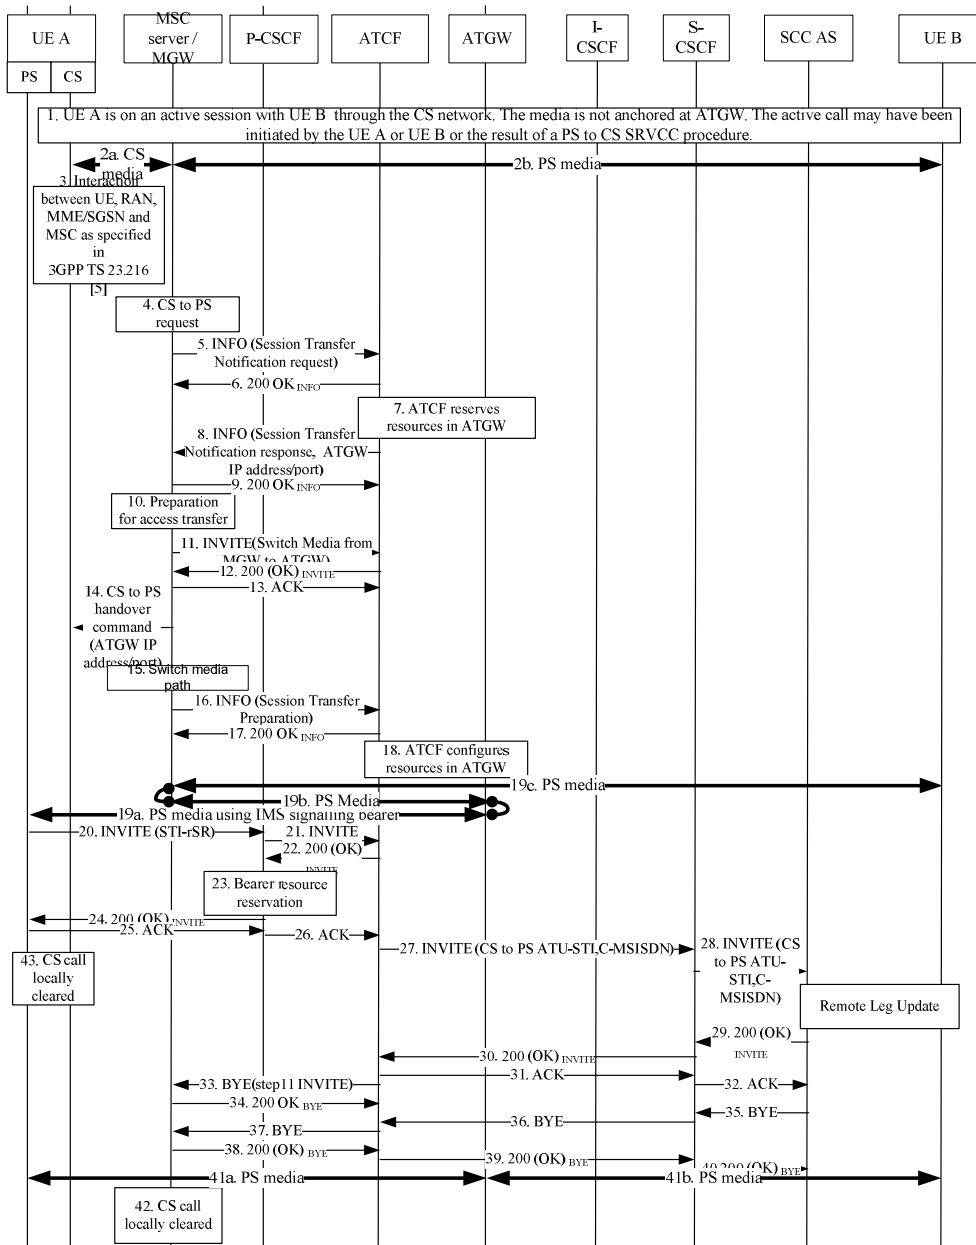 UE A
MSC
server /
MGW
P-CSCF
ATCF
ATGW
I-
CSCF
S-
CSCF
SCC AS
UE B
PS
CS
1. UE A is on an active session with UE B through the CS network. The media is not anchored at ATGW. The active call may have been
initiated by the UE A or UE B or the result of a PS to CS SRVCC procedure.
2a. CS
media
2b. PS media
3. Interaction
between UE, RAN,
MME/SGSN and
MSC as specified
in
3GPP TS 23.216
[5]
4. CS to PS
request
5. INFO (Session Transfer
Notification request)
6. 200 OK INFO
7. ATCF reserves
resources in ATGW
8. INFO (Session Transfer
Notification response, ATGW
IP address/port)
9. 200 OK INFO
10. Preparation
for access transfer
11. INVITE(Switch Media from
MGW to ATGW)
12. 200 (OK) INVITE
13. ACK
14. CS to PS
handover
command
(ATGW IP
address/port)
15. Switch media
path
16. INFO (Session Transfer
Preparation)
17. 200 OK INFO
18. ATCF configures
resources in ATGW
19c. PS media
19b. PS Media
19a. PS media using IMS signalling bearer
20. INVITE (STI-rSR)
21. INVITE
22. 200 (OK)
INVITE
23. Bearer resource
reservation
24. 200 (OK) INVITE
25. ACK
26. ACK
27. INVITE (CS to PS ATU-STI,C-MSISDN)
28. INVITE (CS
to PS ATU-
STI,C-
MSISDN)
43. CS call
locally
cleared
Remote Leg Update
29. 200 (OK)
INVITE
30. 200 (OK) INVITE
31. ACK
32. ACK
33. BYE(step11 INVITE)
34. 200 OK BYE
35. BYE
36. BYE
37. BYE
38. 200 (OK) BYE
39. 200 (OK) BYE
40 200 (OK) BYE
41a. PS media
41b. PS media
42. CS call
locally cleared